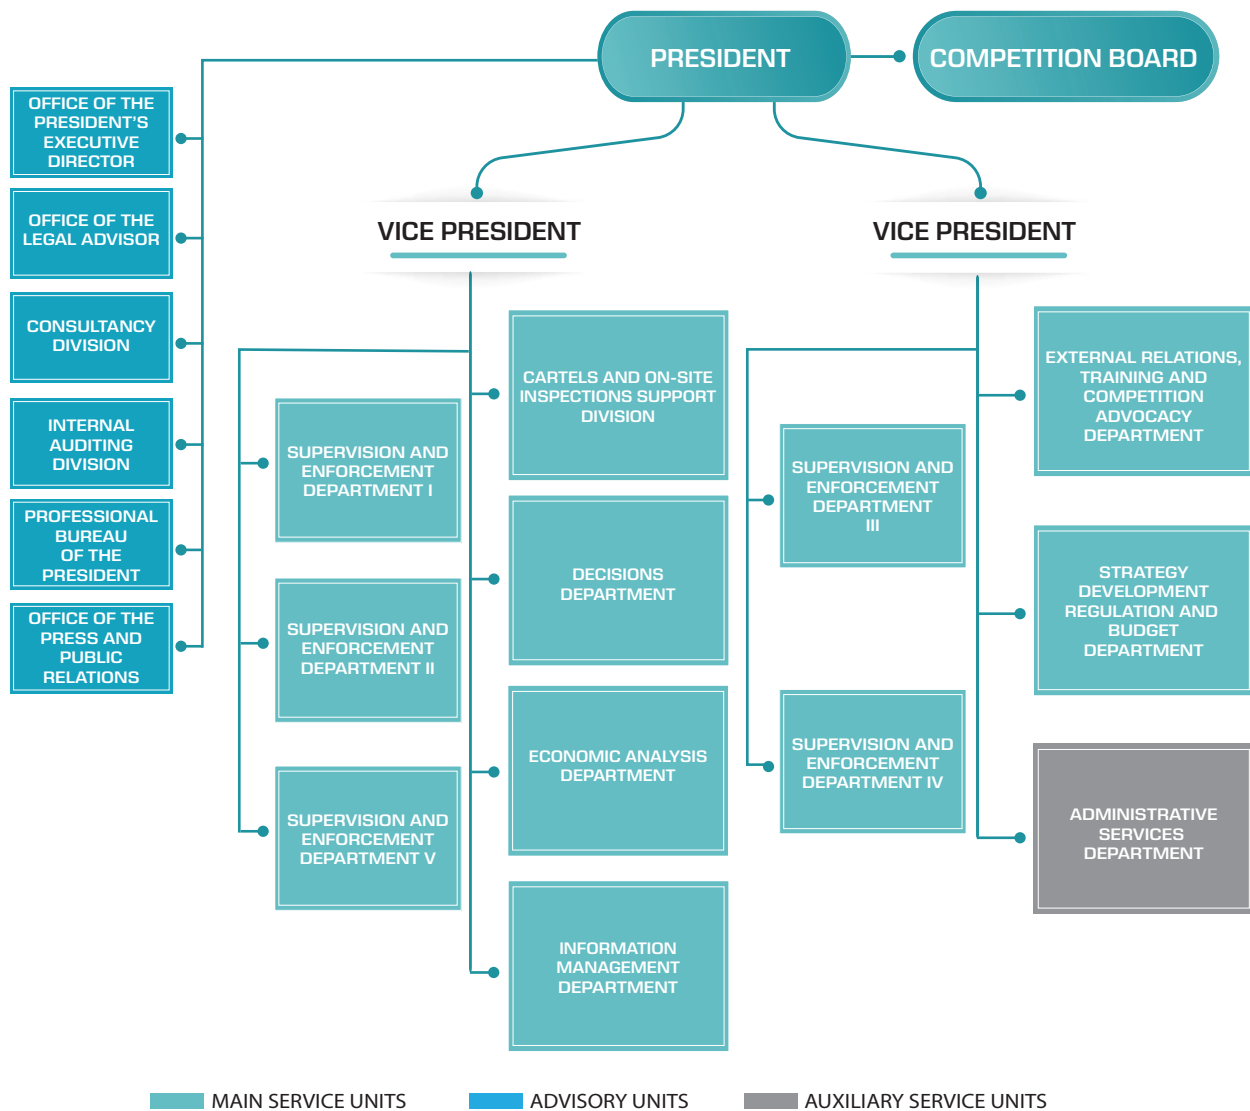 PRESIDENT
COMPETITION BOARD
OFFICE OF THE
PRESIDENT'S
EXECUTIVE
DIRECTOR
OFFICE OF THE
LEGAL ADVISOR
CONSULTANCY
DIVISION
INTERNAL
AUDITING
DIVISION
PROFESSIONAL
BUREAU
OF THE
PRESIDENT
OFFICE OF THE
PRESS AND
PUBLIC
RELATIONS
VICE PRESIDENT
SUPERVISION AND
ENFORCEMENT
DEPARTMENT I
SUPERVISION AND
ENFORCEMENT
DEPARTMENT II
SUPERVISION AND
ENFORCEMENT
DEPARTMENT V
CARTELS AND ON-SITE
INSPECTIONS SUPPORT
DIVISION
DECISIONS
DEPARTMENT
ECONOMIC ANALYSIS
DEPARTMENT
INFORMATION
MANAGEMENT
DEPARTMENT
VICE PRESIDENT
SUPERVISION AND
ENFORCEMENT
DEPARTMENT
III
SUPERVISION AND
ENFORCEMENT
DEPARTMENT IV
EXTERNAL RELATIONS,
TRAINING AND
COMPETITION
ADVOCACY
DEPARTMENT
STRATEGY
DEVELOPMENT
REGULATION AND
BUDGET
DEPARTMENT
ADMINISTRATIVE
SERVICES
DEPARTMENT
MAIN SERVICE UNITS
ADVISORY UNITS
AUXILIARY SERVICE UNITS